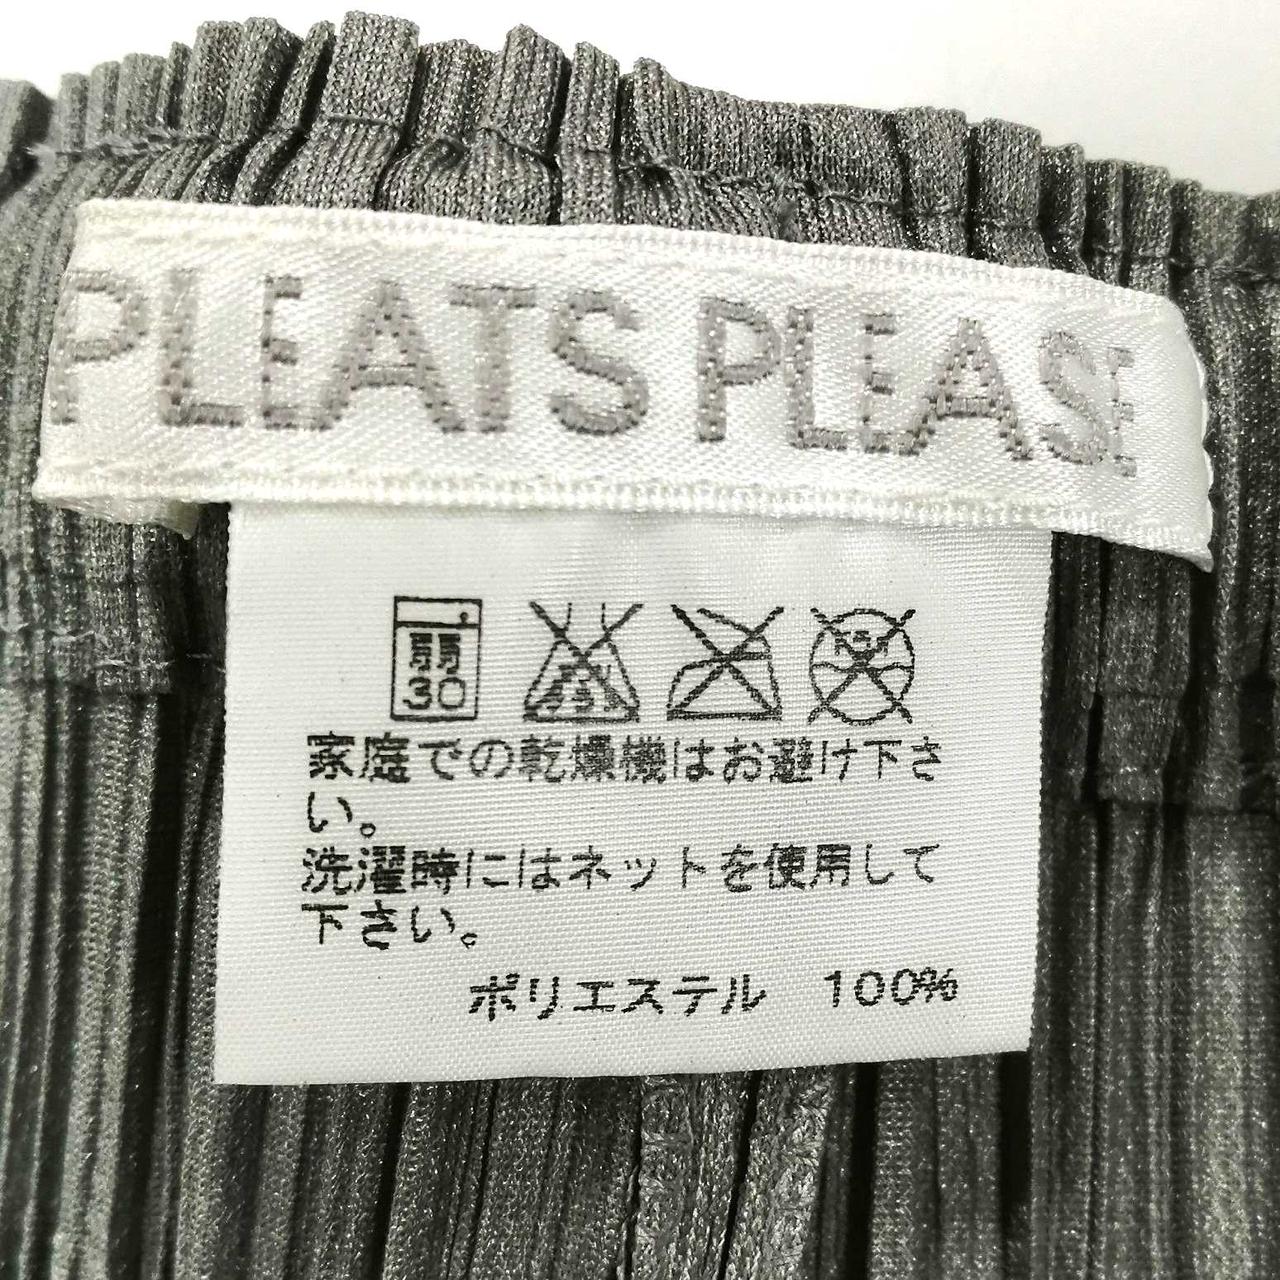 PLEATS PLEASE
弱
30
家庭での乾燥機はお避け下さ
い。
洗濯時にはネットを使用して
下さい。
ポリエステル 100%